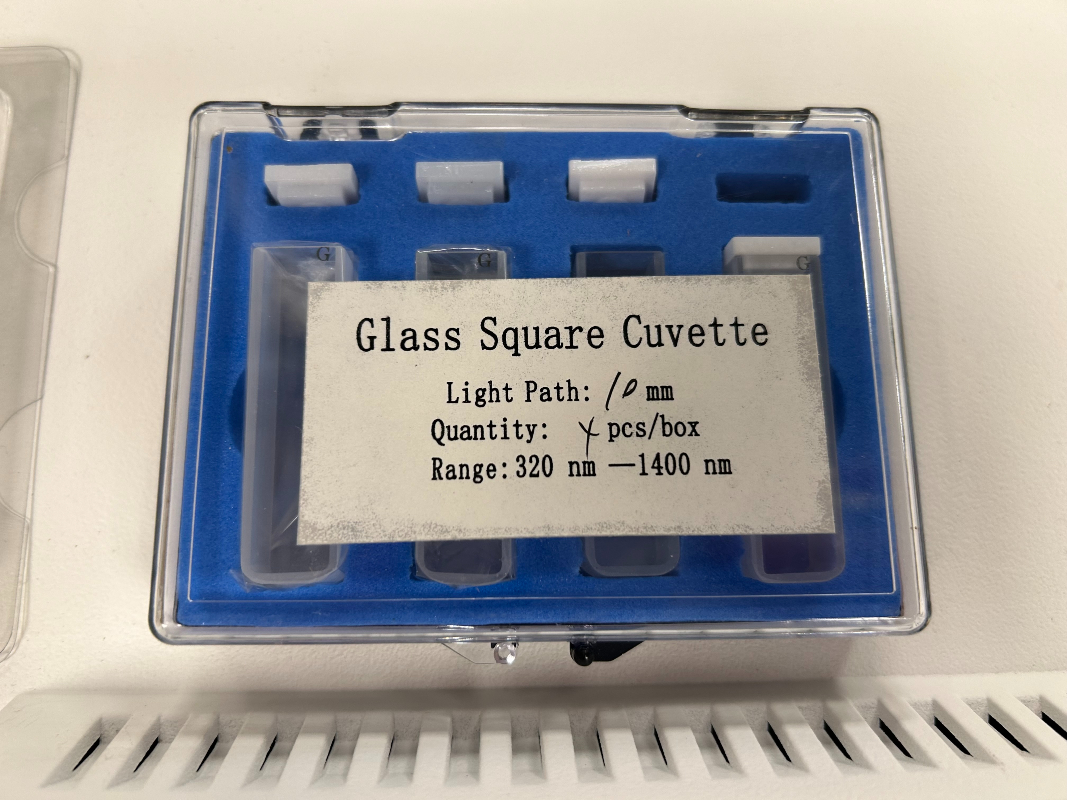 G G G
Glass Square Cuvette
Light Path: 10 mm
Quantity: 4 pcs/box
Range: 320 nm —1400 nm